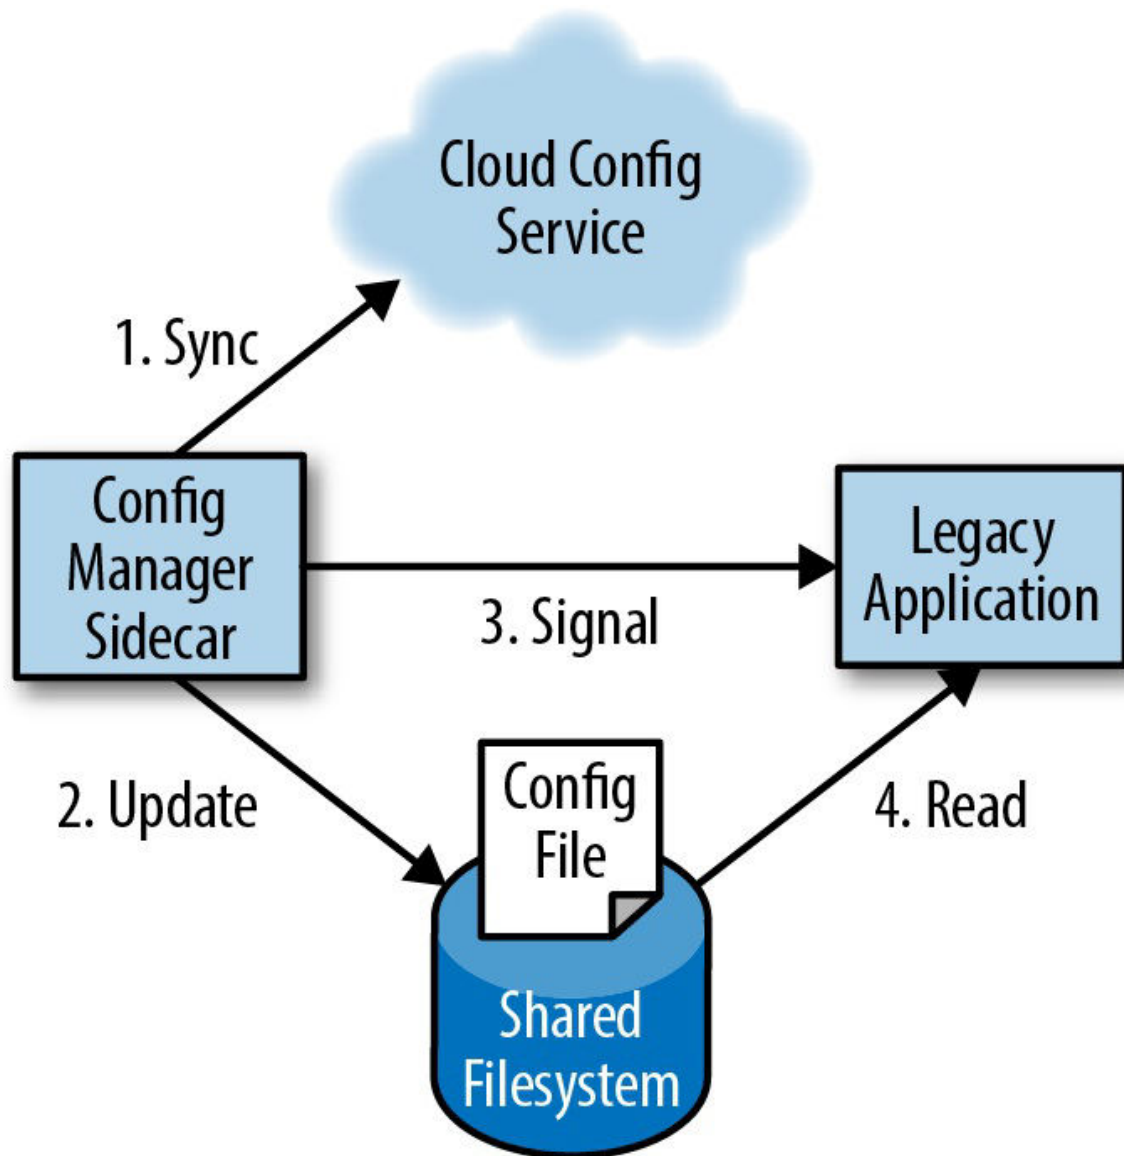 Cloud Config
Service
1. Sync
Config
Manager
Sidecar
Legacy
Application
3. Signal
2. Update
Config
File
4. Read
Shared
Filesystem